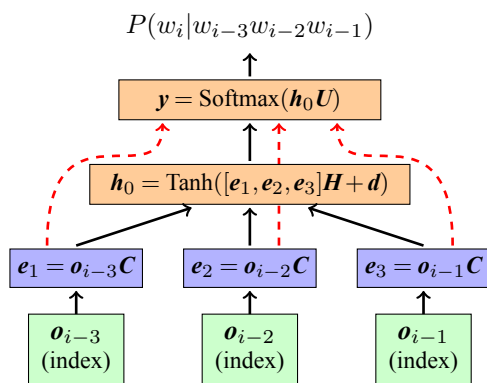 P(w_i|w_{i−3}w_{i−2}w_{i−1})
y = Softmax(h_0U)
h_0 = Tanh([e_1, e_2, e_3]H + d)
e_1 = o_{i−3}C e_2 = o_{i−2}C e_3 = o_{i−1}C
o_{i−3} o_{i−2} o_{i−1}
(index) (index) (index)